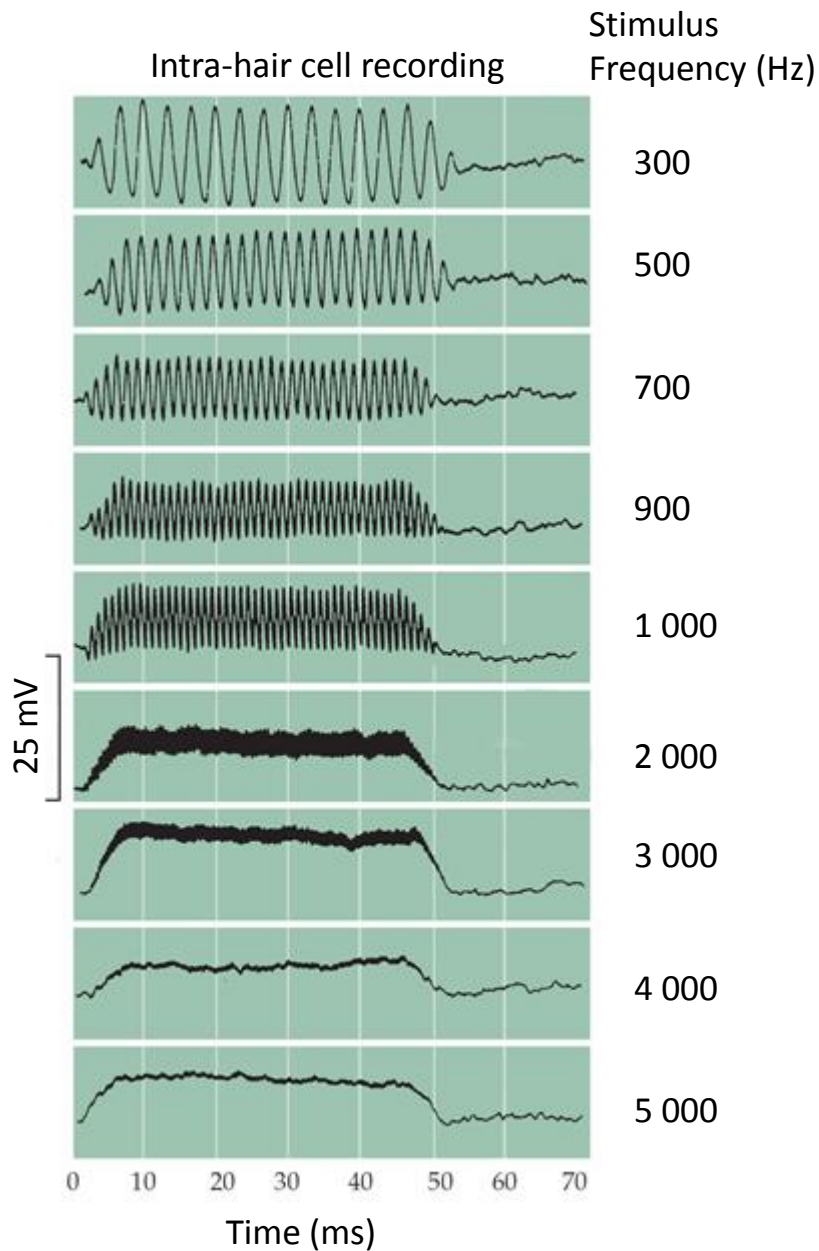 Stimulus
Intra-hair cell recording
Frequency (Hz)
300
500
700
900
1 000
25 mV
2 000
3 000
4 000
5 000
0 10 20 30 40 50 60 70
Time (ms)